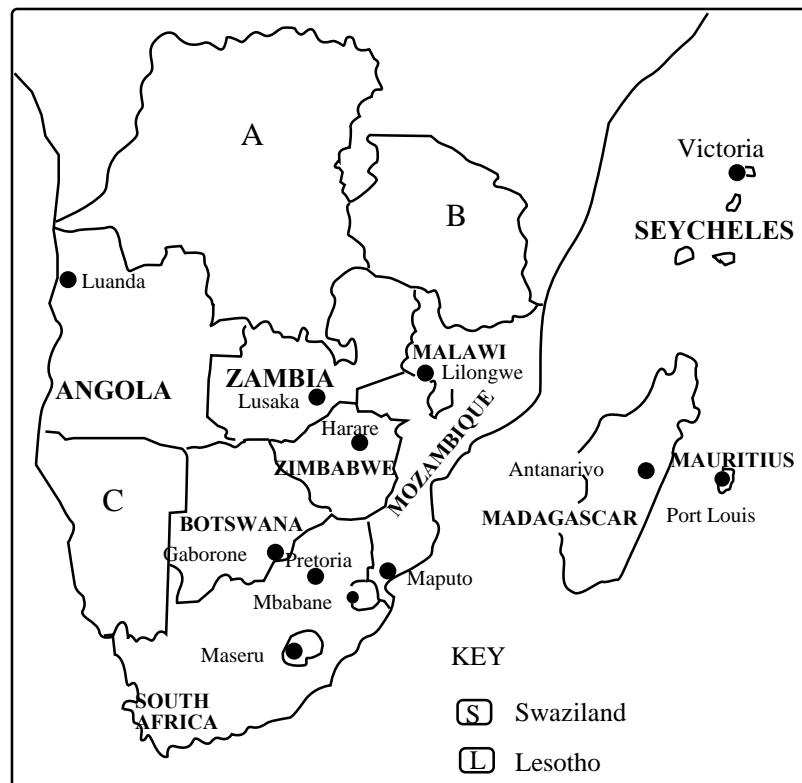 A
Victoria
B
SEYCHELES
Luanda
MALAWI
ZAMBIA
Lilongwe
ANGOLA
Lusaka
MOZAMBIQUE
Harare
ZIMBABWE
MAURITIUS
Antanarivo
C
Port Louis
BOTSWANA
MADAGASCAR
Gaborone
Pretoria
Maputo
Mbabane
Maseru
KEY
SOUTH
AFRICA
S Swaziland
L Lesotho